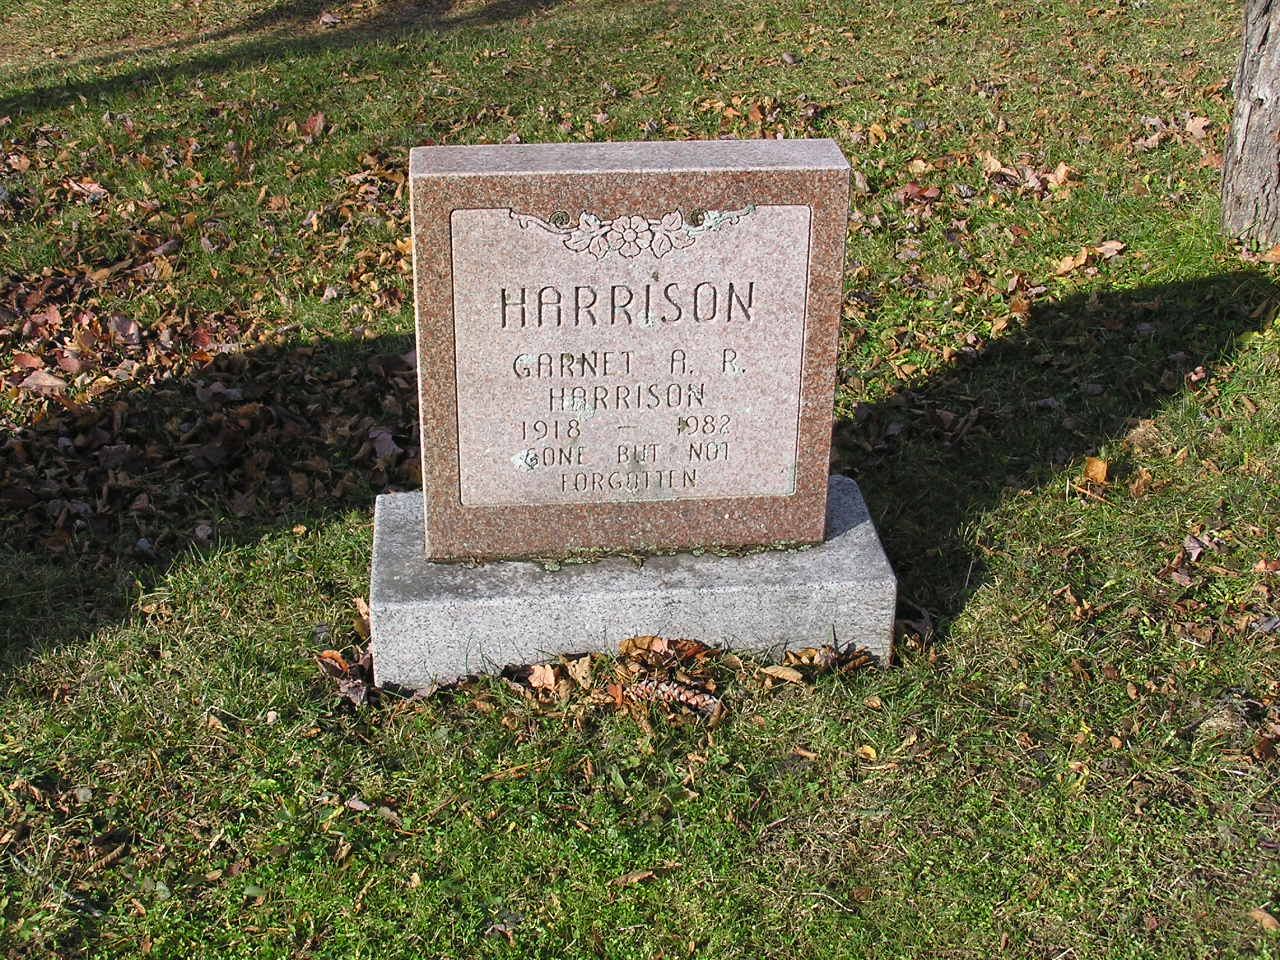 HARRISON
GARNET A. R.
HARRISON
1918 — 1982
GONE BUT NOT
FORGOTTEN